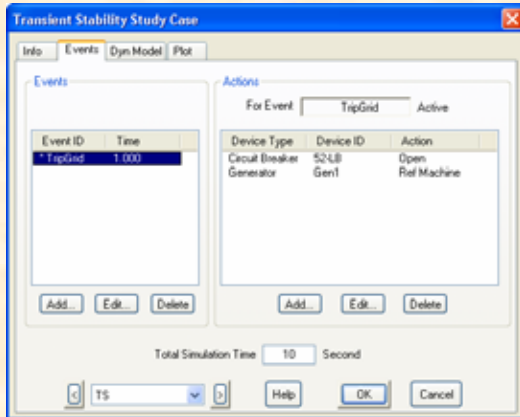 Transient Stability Study Case
Info Events Dyn Model Plot
Events
Event ID Time
* TripGrid 1.000
Add... Edit... Delete
Actions
For Event TripGrid Active
Device Type Device ID Action
Circuit Breaker 52-LB Open
Generator Gen1 Ref Machine
Add... Edit... Delete
Total Simulation Time 10 Second
< TS > Help OK Cancel